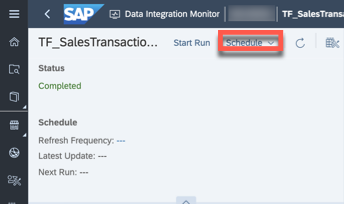 SAP Data Integration Monitor TF_SalesTransac
TF_SalesTransactio... Start Run Schedule
Status
Completed
Schedule
Refresh Frequency: ---
Latest Update: ---
Next Run: ---